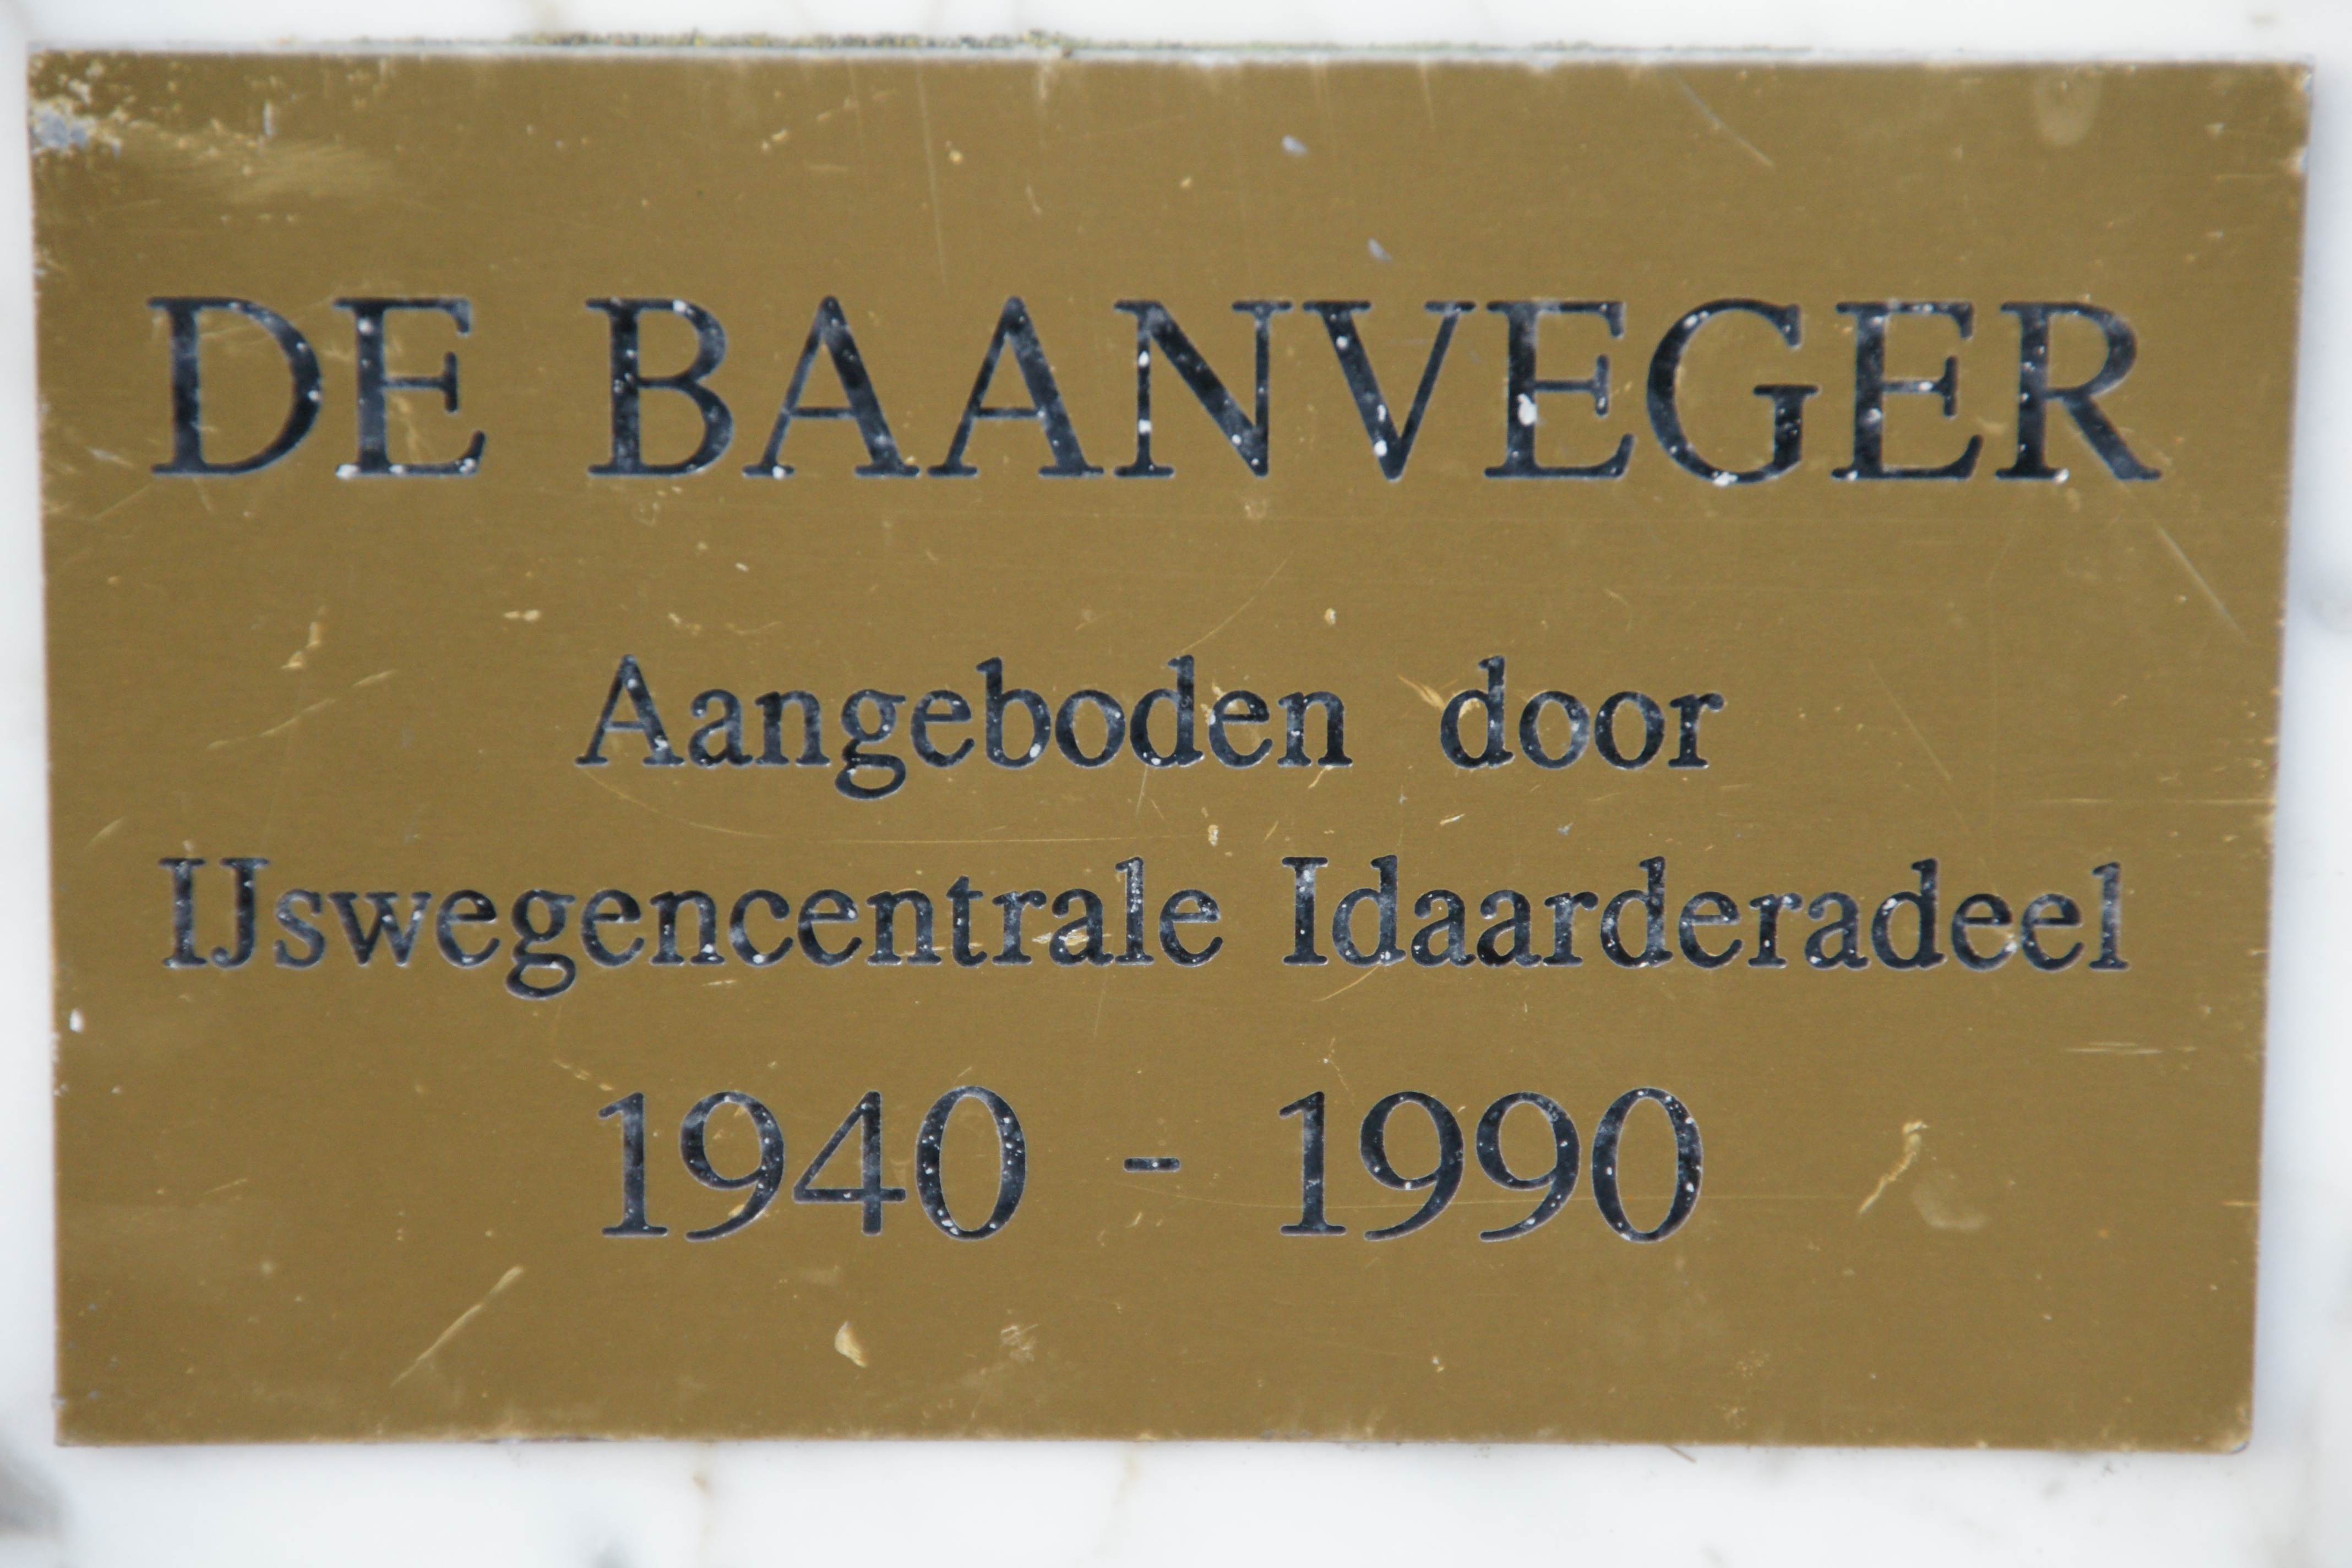 DE BAANVEGER
Aangeboden door
IJswegencentrale Idaarderadeel
1940 - 1990